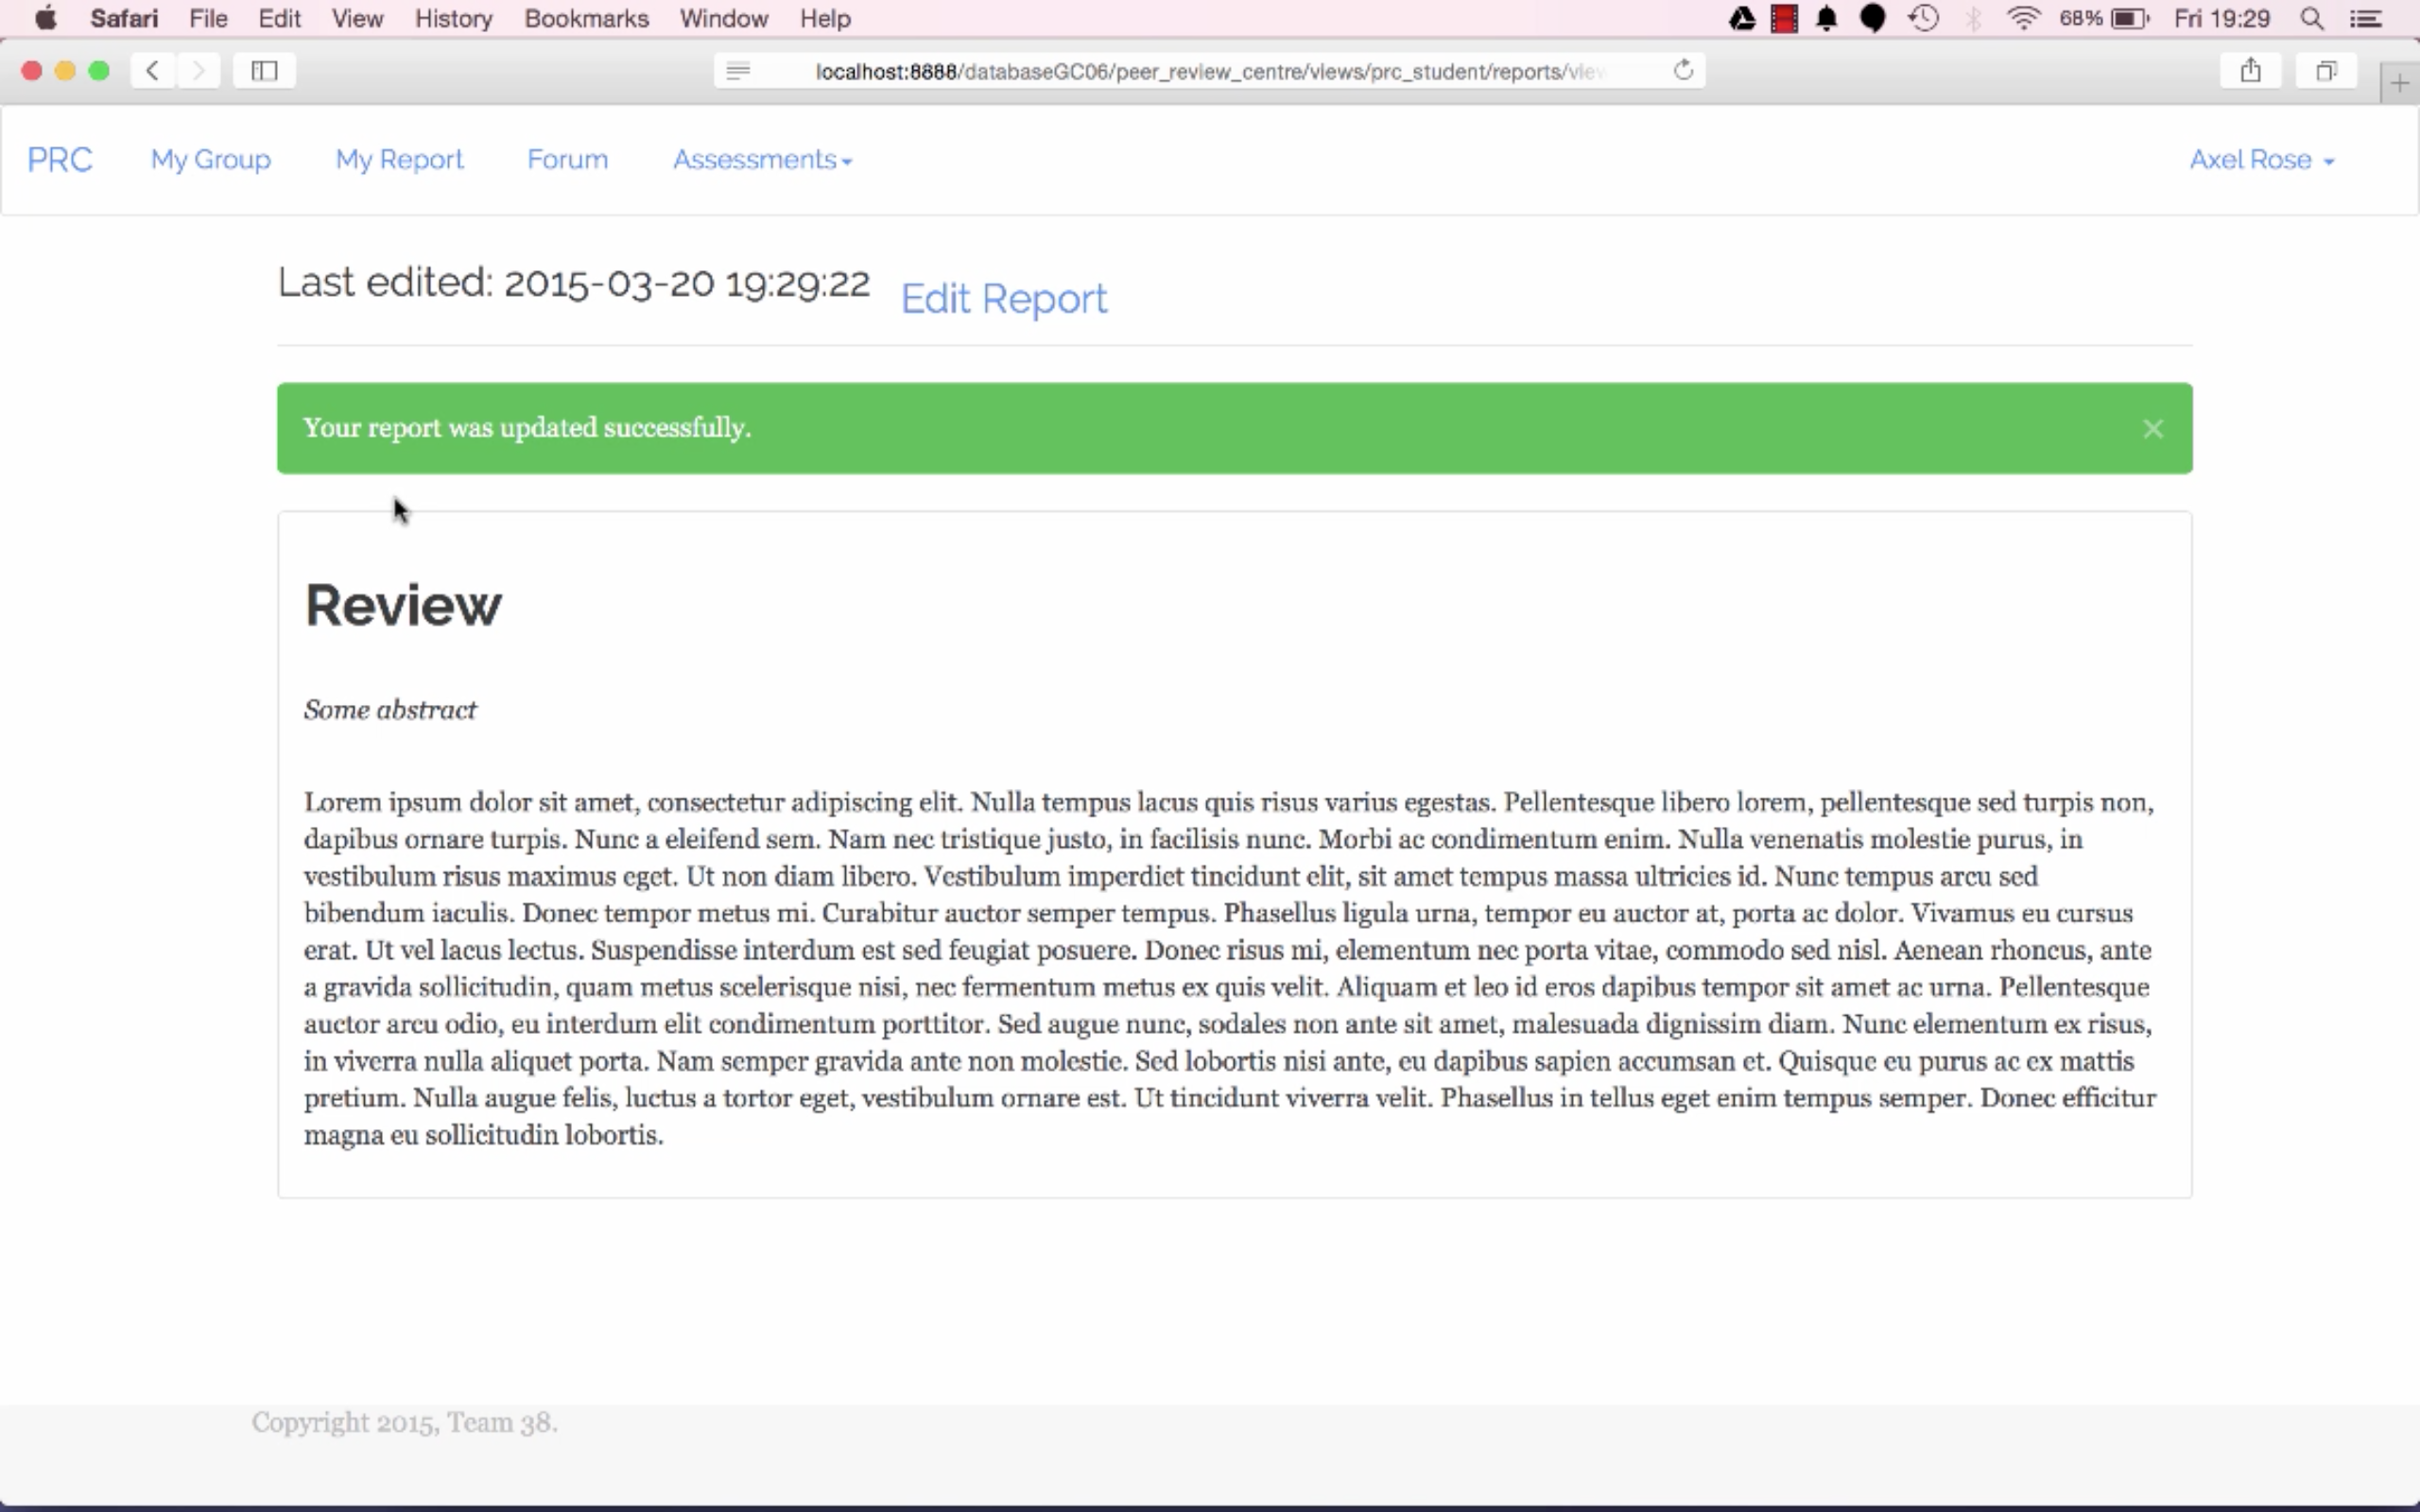 Safari File Edit View History Bookmarks Window Help 68% Fri 19:29
localhost:8888/databaseGC06/peer_review_centre/views/prc_student/reports/view
PRC My Group My Report Forum Assessments Axel Rose
Last edited: 2015-03-20 19:29:22 Edit Report
Your report was updated successfully.
Review
Some abstract
Lorem ipsum dolor sit amet, consectetur adipiscing elit. Nulla tempus lacus quis risus varius egestas. Pellentesque libero lorem, pellentesque sed turpis non,
dapibus ornare turpis. Nunc a eleifend sem. Nam nec tristique justo, in facilisis nunc. Morbi ac condimentum enim. Nulla venenatis molestie purus, in
vestibulum risus maximus eget. Ut non diam libero. Vestibulum imperdiet tincidunt elit, sit amet tempus massa ultricies id. Nunc tempus arcu sed
bibendum iaculis. Donec tempor metus mi. Curabitur auctor semper tempus. Phasellus ligula urna, tempor eu auctor at, porta ac dolor. Vivamus eu cursus
erat. Ut vel lacus lectus. Suspendisse interdum est sed feugiat posuere. Donec risus mi, elementum nec porta vitae, commodo sed nisl. Aenean rhoncus, ante
a gravida sollicitudin, quam metus scelerisque nisi, nec fermentum metus ex quis velit. Aliquam et leo id eros dapibus tempor sit amet ac urna. Pellentesque
auctor arcu odio, eu interdum elit condimentum porttitor. Sed augue nunc, sodales non ante sit amet, malesuada dignissim diam. Nunc elementum ex risus,
in viverra nulla aliquet porta. Nam semper gravida ante non molestie. Sed lobortis nisi ante, eu dapibus sapien accumsan et. Quisque eu purus ac ex mattis
pretium. Nulla augue felis, luctus a tortor eget, vestibulum ornare est. Ut tincidunt viverra velit. Phasellus in tellus eget enim tempus semper. Donec efficitur
magna eu sollicitudin lobortis.
Copyright 2015, Team 38.